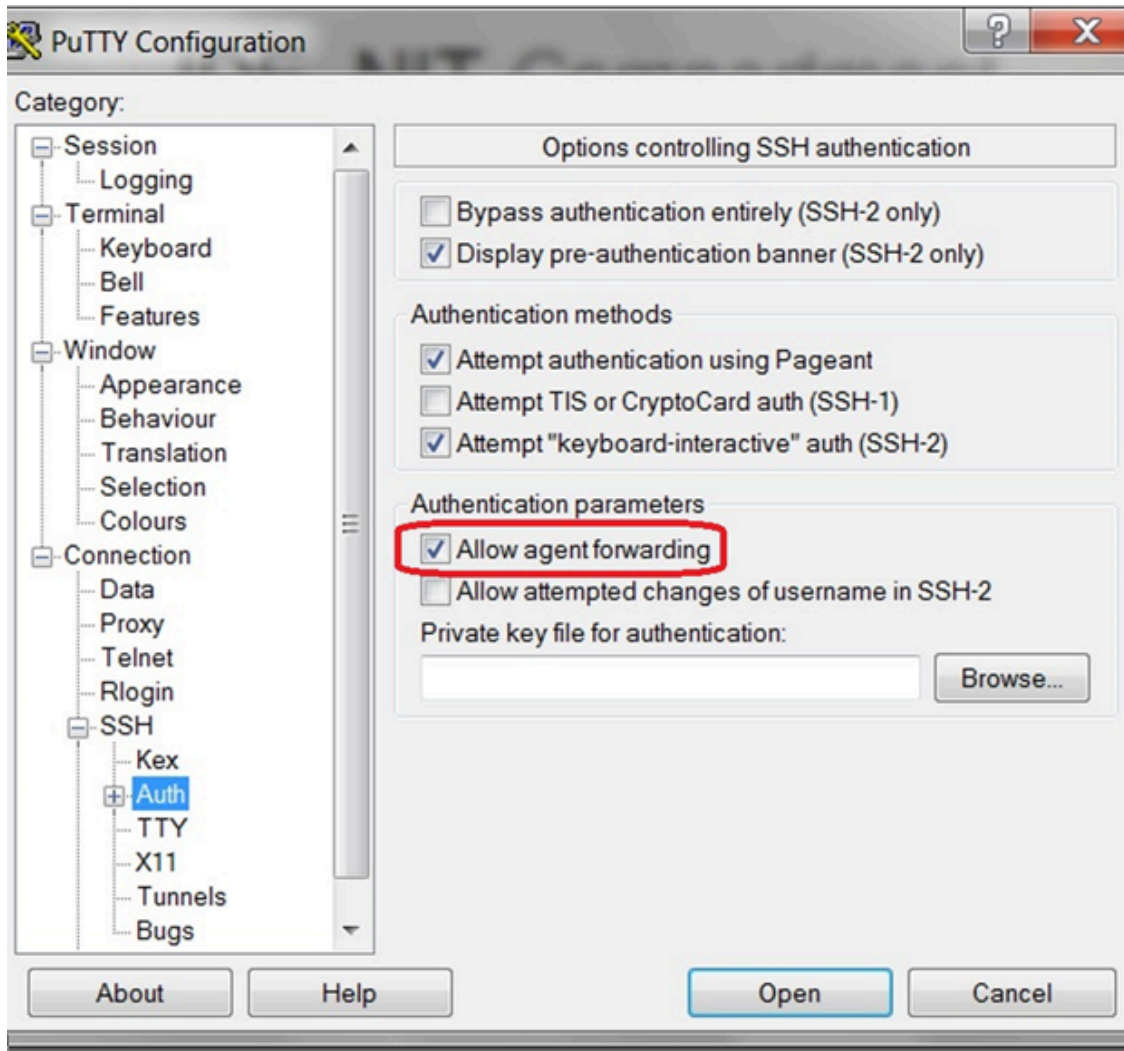 PuTTY Configuration
Category:
Session
Logging
Terminal
Keyboard
Bell
Features
Window
Appearance
Behaviour
Translation
Selection
Colours
Connection
Data
Proxy
Telnet
Rlogin
SSH
Kex
Auth
TTY
X11
Tunnels
Bugs
Options controlling SSH authentication
Bypass authentication entirely (SSH-2 only)
Display pre-authentication banner (SSH-2 only)
Authentication methods
Attempt authentication using Pageant
Attempt TIS or CryptoCard auth (SSH-1)
Attempt "keyboard-interactive" auth (SSH-2)
Authentication parameters
Allow agent forwarding
Allow attempted changes of username in SSH-2
Private key file for authentication:
Browse...
About
Help
Open
Cancel